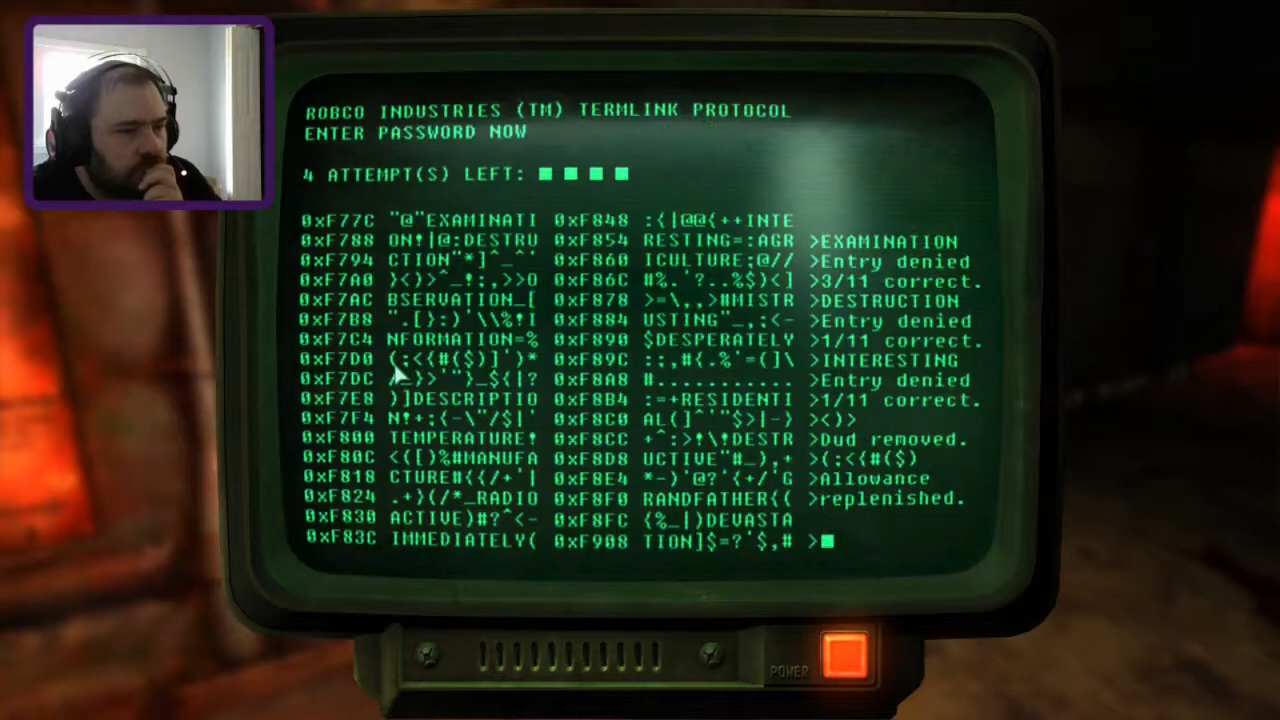 ROBCO INDUSTRIES (TM) TERMLINK PROTOCOL
ENTER PASSWORD NOW
4 ATTEMPT(S) LEFT: ■ ■ ■ ■
0xF77C "@"EXAMINATI 0xF848 :{|@@{++INTE
0xF788 ON!|@:DESTRU 0xF854 RESTING=:AGR >EXAMINATION
0xF794 CTION"*]^_^' 0xF860 ICULTURE;@// >Entry denied
0xF7A0 }<)>^_!:,>>O 0xF86C #%.'?..%$)<] >3/11 correct.
0xF7AC BSERVATION_[ 0xF878 >=\,,>#MISTR >DESTRUCTION
0xF7B8 ".[}:)'\\%!I 0xF884 USTING"_,;<- >Entry denied
0xF7C4 NFORMATION=% 0xF890 $DESPERATELY >1/11 correct.
0xF7D0 (;<{#($)]')* 0xF89C ::,#{.%'=(]\ >INTERESTING
0xF7DC /_}>'"}_${|? 0xF8A8 #........... >Entry denied
0xF7E8 )]DESCRIPTIO 0xF8B4 :=+RESIDENTI >1/11 correct.
0xF7F4 N!+;{-\"/$|' 0xF8C0 AL(]^'"$>|-} ><)>
0xF800 TEMPERATURE! 0xF8CC +^:>!\!DESTR >Dud removed.
0xF80C <([)%#MANUFA 0xF8D8 UCTIVE"#_),+ >(;<{#($)
0xF818 CTURE#{{/+'| 0xF8E4 *-)'@?'{+/'G >Allowance
0xF824 .+}(/*_RADIO 0xF8F0 RANDFATHER{( >replenished.
0xF830 ACTIVE)#?^<- 0xF8FC {%_|)DEVASTA
0xF83C IMMEDIATELY( 0xF908 TION]$=?'$,# >■
POWER